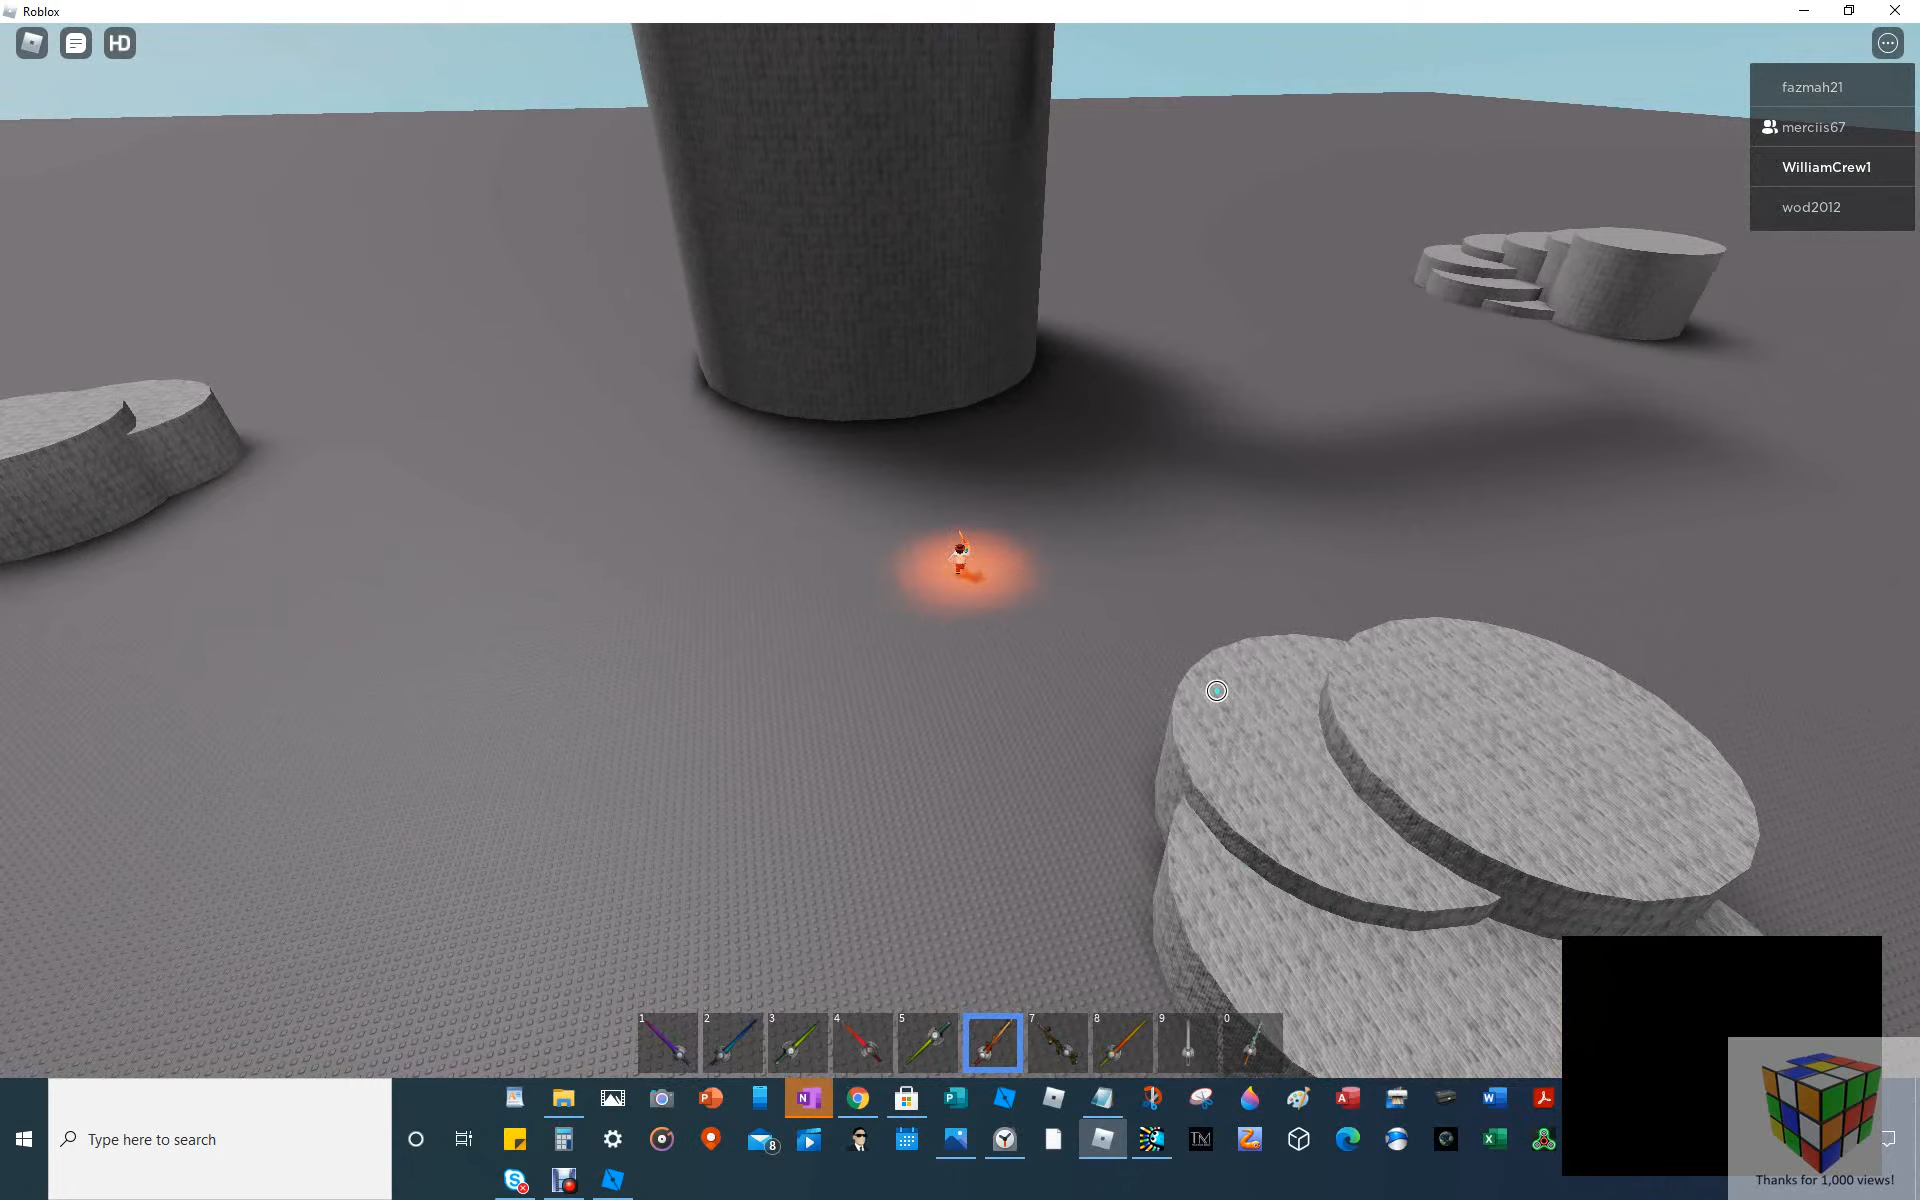 Roblox
HD
fazmah21
merciis67
WilliamCrew1
wod2012
1 2 3 4 5 7 8 9 0
Type here to search
8
Thanks for 1,000 views!